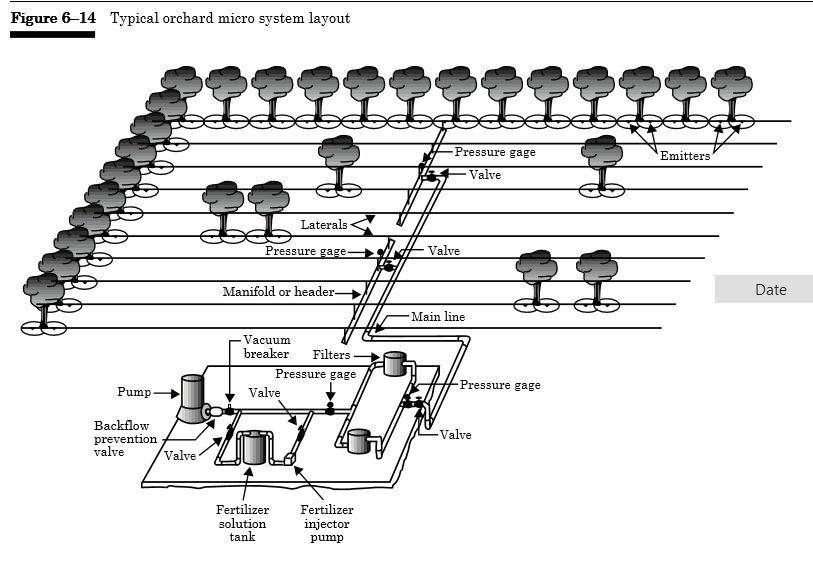 Figure 6–14 Typical orchard micro system layout
Pressure gage
Emitters
Valve
Laterals
Pressure gage
Valve
Manifold or header
Date
Main line
Vacuum
breaker
Filters
Pressure gage
Pump
Valve
Pressure gage
Backflow
prevention
valve
Valve
Valve
Fertilizer
solution
tank
Fertilizer
injector
pump